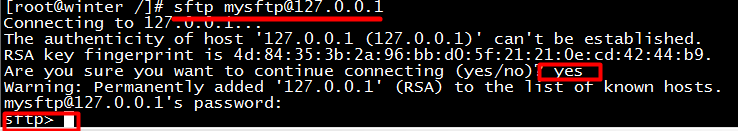 [root@winter /]# sftp mysftp@127.0.0.1
Connecting to 127.0.0.1...
The authenticity of host '127.0.0.1 (127.0.0.1)' can't be established.
RSA key fingerprint is 4d:84:35:3b:2a:96:bb:d0:5f:21:21:0e:cd:42:44:b9.
Are you sure you want to continue connecting (yes/no)? yes
Warning: Permanently added '127.0.0.1' (RSA) to the list of known hosts.
mysftp@127.0.0.1's password:
sftp>